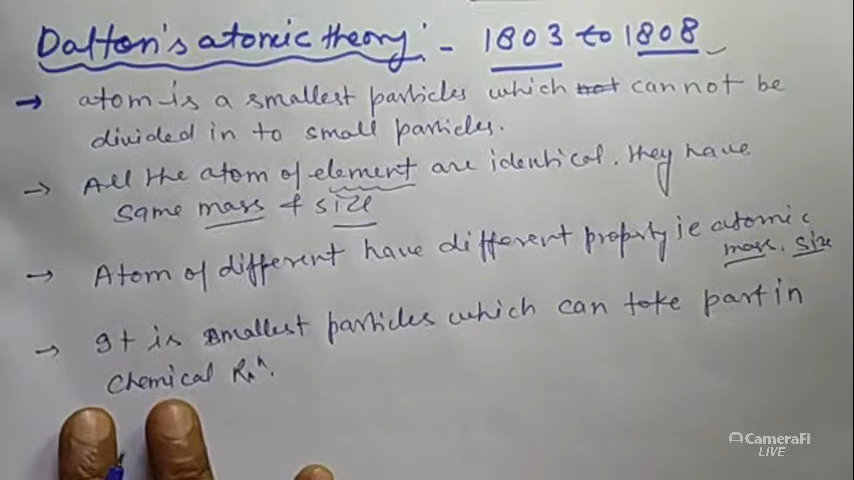 Dalton's atomic theory :- 1803 to 1808
→ atom is a smallest particles which not cannot be
divided in to small particles.
→ All the atom of element are identical. they have
same mass & size
→ Atom of different have different property ie atomic
mass. size
→ It is smallest particles which can take part in
chemical Rxn.
CameraFi
LIVE